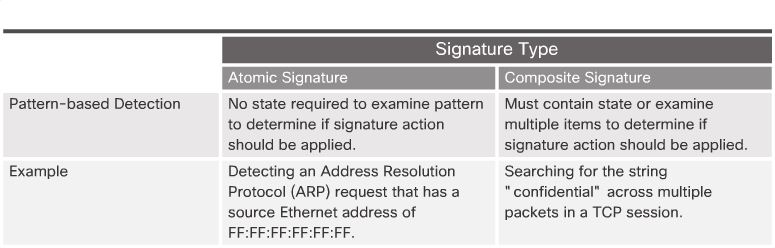 Signature Type
Atomic Signature
Composite Signature
Pattern-based Detection
No state required to examine pattern
to determine if signature action
should be applied.
Must contain state or examine
multiple items to determine if
signature action should be applied.
Example
Detecting an Address Resolution
Protocol (ARP) request that has a
source Ethernet address of
FF:FF:FF:FF:FF:FF.
Searching for the string
"confidential" across multiple
packets in a TCP session.